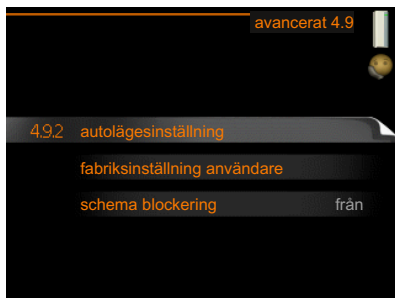 avancerat 4.9
4.9.2 autolägesinställning
fabriksinställning användare
schema blockering från